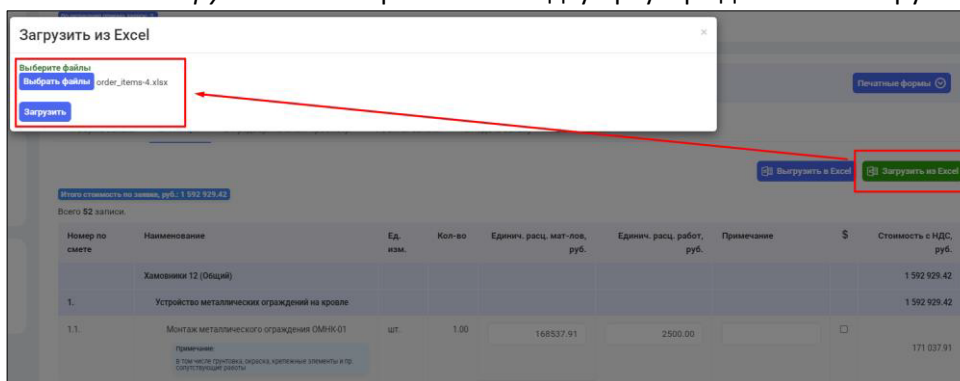 Загрузить из Excel
×
Выберите файлы
Выбрать файлы order_items-4.xlsx
Загрузить
Печатные формы
Выгрузить в Excel Загрузить из Excel
Итого стоимость по заявке, руб.: 1 592 929.42
Всего 52 записи.
Номер по смете Наименование Ед. изм. Кол-во Единич. расц. мат-лов, руб. Единич. расц. работ, руб. Примечание $ Стоимость с НДС, руб.
Хамовники 12 (Общий) 1 592 929.42
1. Устройство металлических ограждений на кровле 1 592 929.42
1.1. Монтаж металлического ограждения ОМНК-01 шт. 1.00 168537.91 2500.00 171 037.91
Примечание:
в том числе грунтовка, окраска, крепежные элементы и пр.
сопутствующие работы